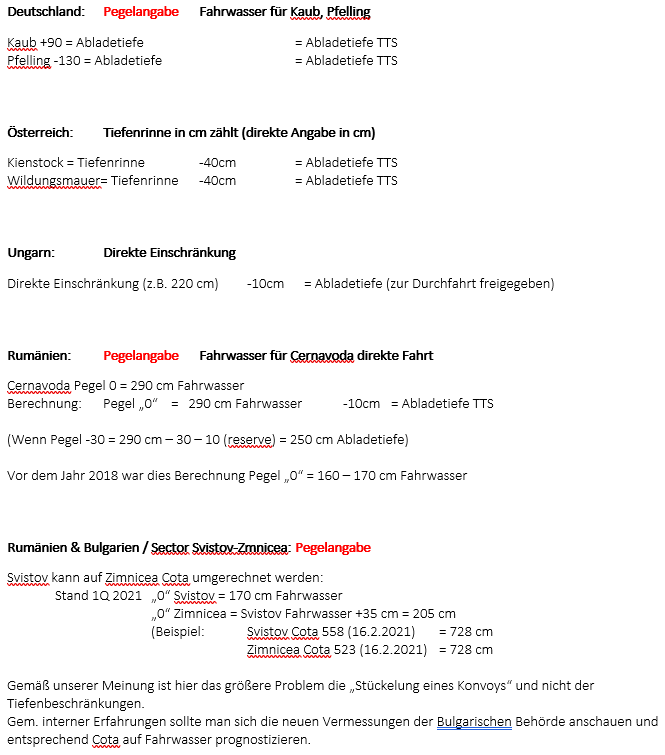 Deutschland: Pegelangabe Fahrwasser für Kaub, Pfelling
Kaub +90 = Abladetiefe = Abladetiefe TTS
Pfelling -130 = Abladetiefe = Abladetiefe TTS
Österreich: Tiefenrinne in cm zählt (direkte Angabe in cm)
Kienstock = Tiefenrinne -40cm = Abladetiefe TTS
Wildungsmauer= Tiefenrinne -40cm = Abladetiefe TTS
Ungarn: Direkte Einschränkung
Direkte Einschränkung (z.B. 220 cm) -10cm = Abladetiefe (zur Durchfahrt freigegeben)
Rumänien: Pegelangabe Fahrwasser für Cernavoda direkte Fahrt
Cernavoda Pegel 0 = 290 cm Fahrwasser
Berechnung: Pegel „0“ = 290 cm Fahrwasser -10cm = Abladetiefe TTS
(Wenn Pegel -30 = 290 cm – 30 – 10 (reserve) = 250 cm Abladetiefe)
Vor dem Jahr 2018 war dies Berechnung Pegel „0“ = 160 – 170 cm Fahrwasser
Rumänien & Bulgarien / Sector Svistov-Zmnicea: Pegelangabe
Svistov kann auf Zimnicea Cota umgerechnet werden:
Stand 1Q 2021 „0“ Svistov = 170 cm Fahrwasser
„0“ Zimnicea = Svistov Fahrwasser +35 cm = 205 cm
(Beispiel: Svistov Cota 558 (16.2.2021) = 728 cm
Zimnicea Cota 523 (16.2.2021) = 728 cm
Gemäß unserer Meinung ist hier das größere Problem die „Stückelung eines Konvoys“ und nicht der
Tiefenbeschränkungen.
Gem. interner Erfahrungen sollte man sich die neuen Vermessungen der Bulgarischen Behörde anschauen und
entsprechend Cota auf Fahrwasser prognostizieren.